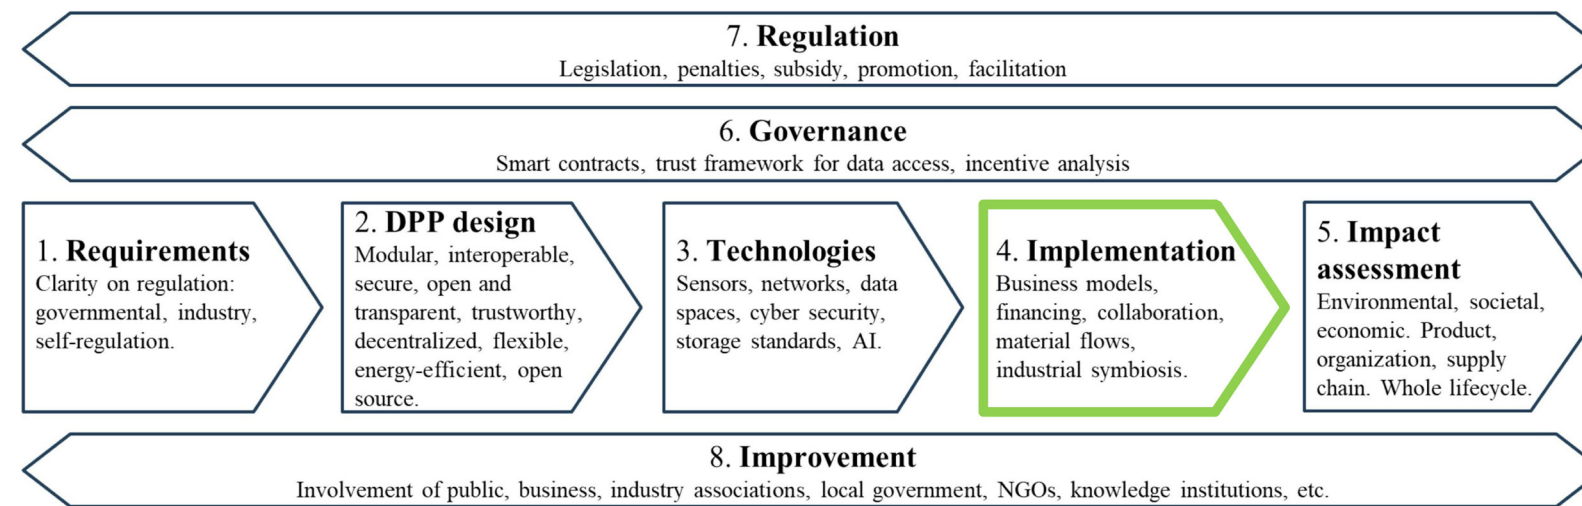 7. Regulation
Legislation, penalties, subsidy, promotion, facilitation
6. Governance
Smart contracts, trust framework for data access, incentive analysis
1. Requirements
Clarity on regulation:
governmental, industry,
self-regulation.
2. DPP design
Modular, interoperable,
secure, open and
transparent, trustworthy,
decentralized, flexible,
energy-efficient, open
source.
3. Technologies
Sensors, networks, data
spaces, cyber security,
storage standards, AI.
4. Implementation
Business models,
financing, collaboration,
material flows,
industrial symbiosis.
5. Impact
assessment
Environmental, societal,
economic. Product,
organization, supply
chain. Whole lifecycle.
8. Improvement
Involvement of public, business, industry associations, local government, NGOs, knowledge institutions, etc.